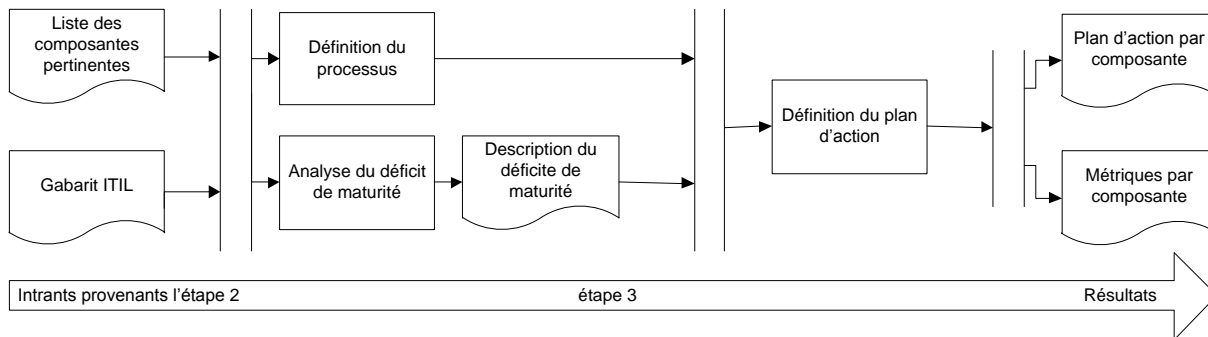 Liste des
composantes
pertinentes
Définition du
processus
Plan d'action par
composante
Définition du plan
d'action
Gabarit ITIL
Analyse du déficit
de maturité
Description du
déficite de
maturité
Métriques par
composante
Intrants provenants l'étape 2
étape 3
Résultats